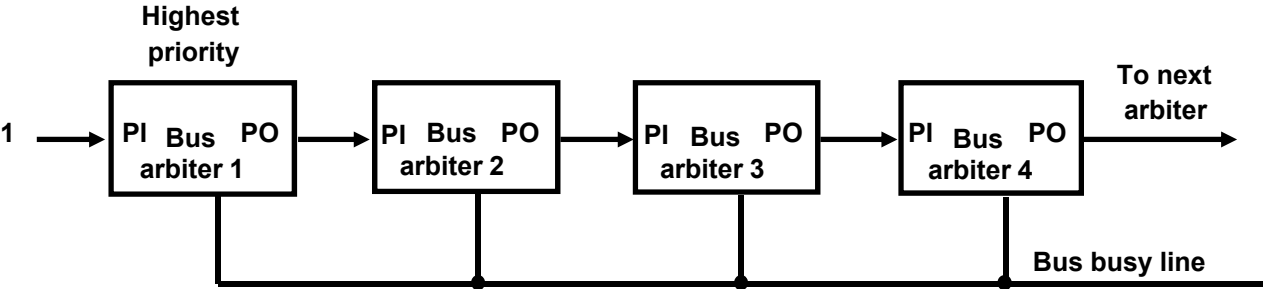 Highest
priority
To next
arbiter
1
PI Bus PO
arbiter 1
PI Bus PO
arbiter 2
PI Bus PO
arbiter 3
PI Bus PO
arbiter 4
Bus busy line